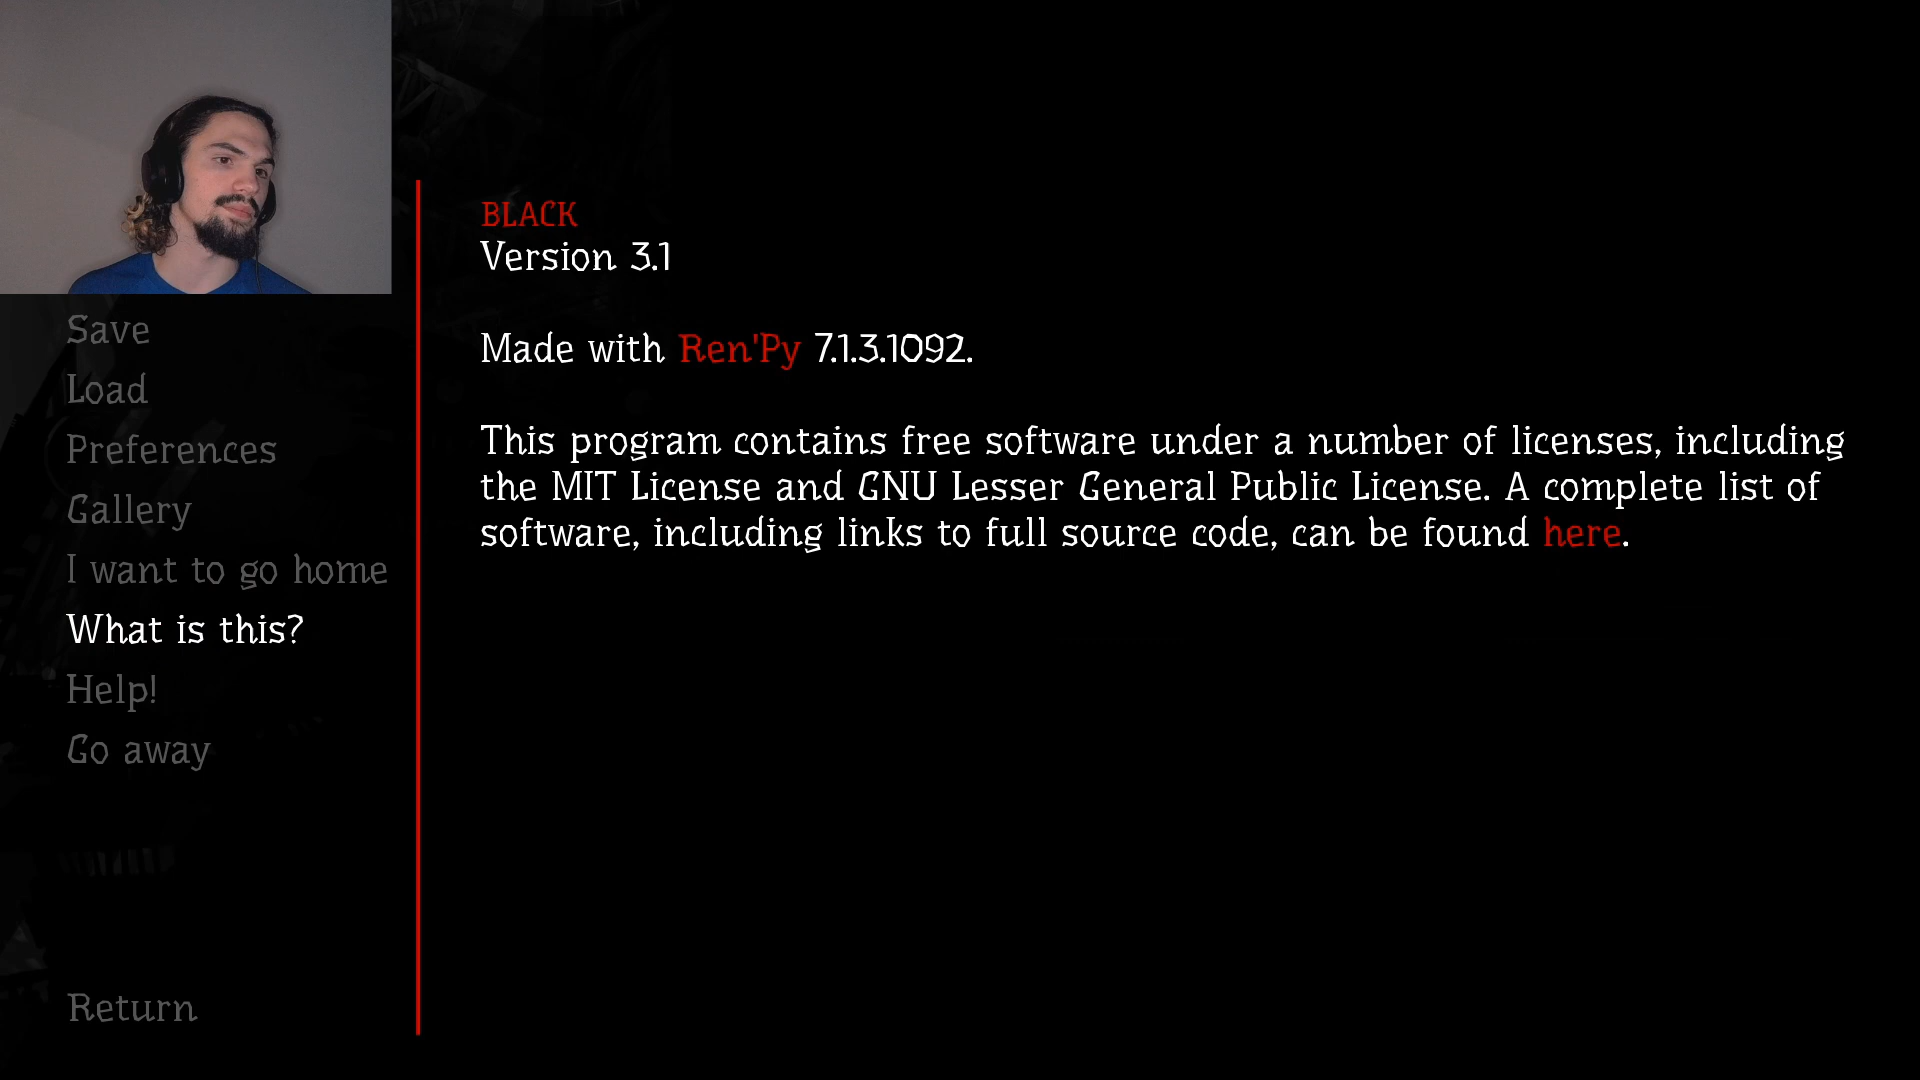 Save
Load
Preferences
Gallery
I want to go home
What is this?
Help!
Go away
Return
BLACK
Version 3.1
Made with Ren'Py 7.1.3.1092.
This program contains free software under a number of licenses, including
the MIT License and GNU Lesser General Public License. A complete list of
software, including links to full source code, can be found here.